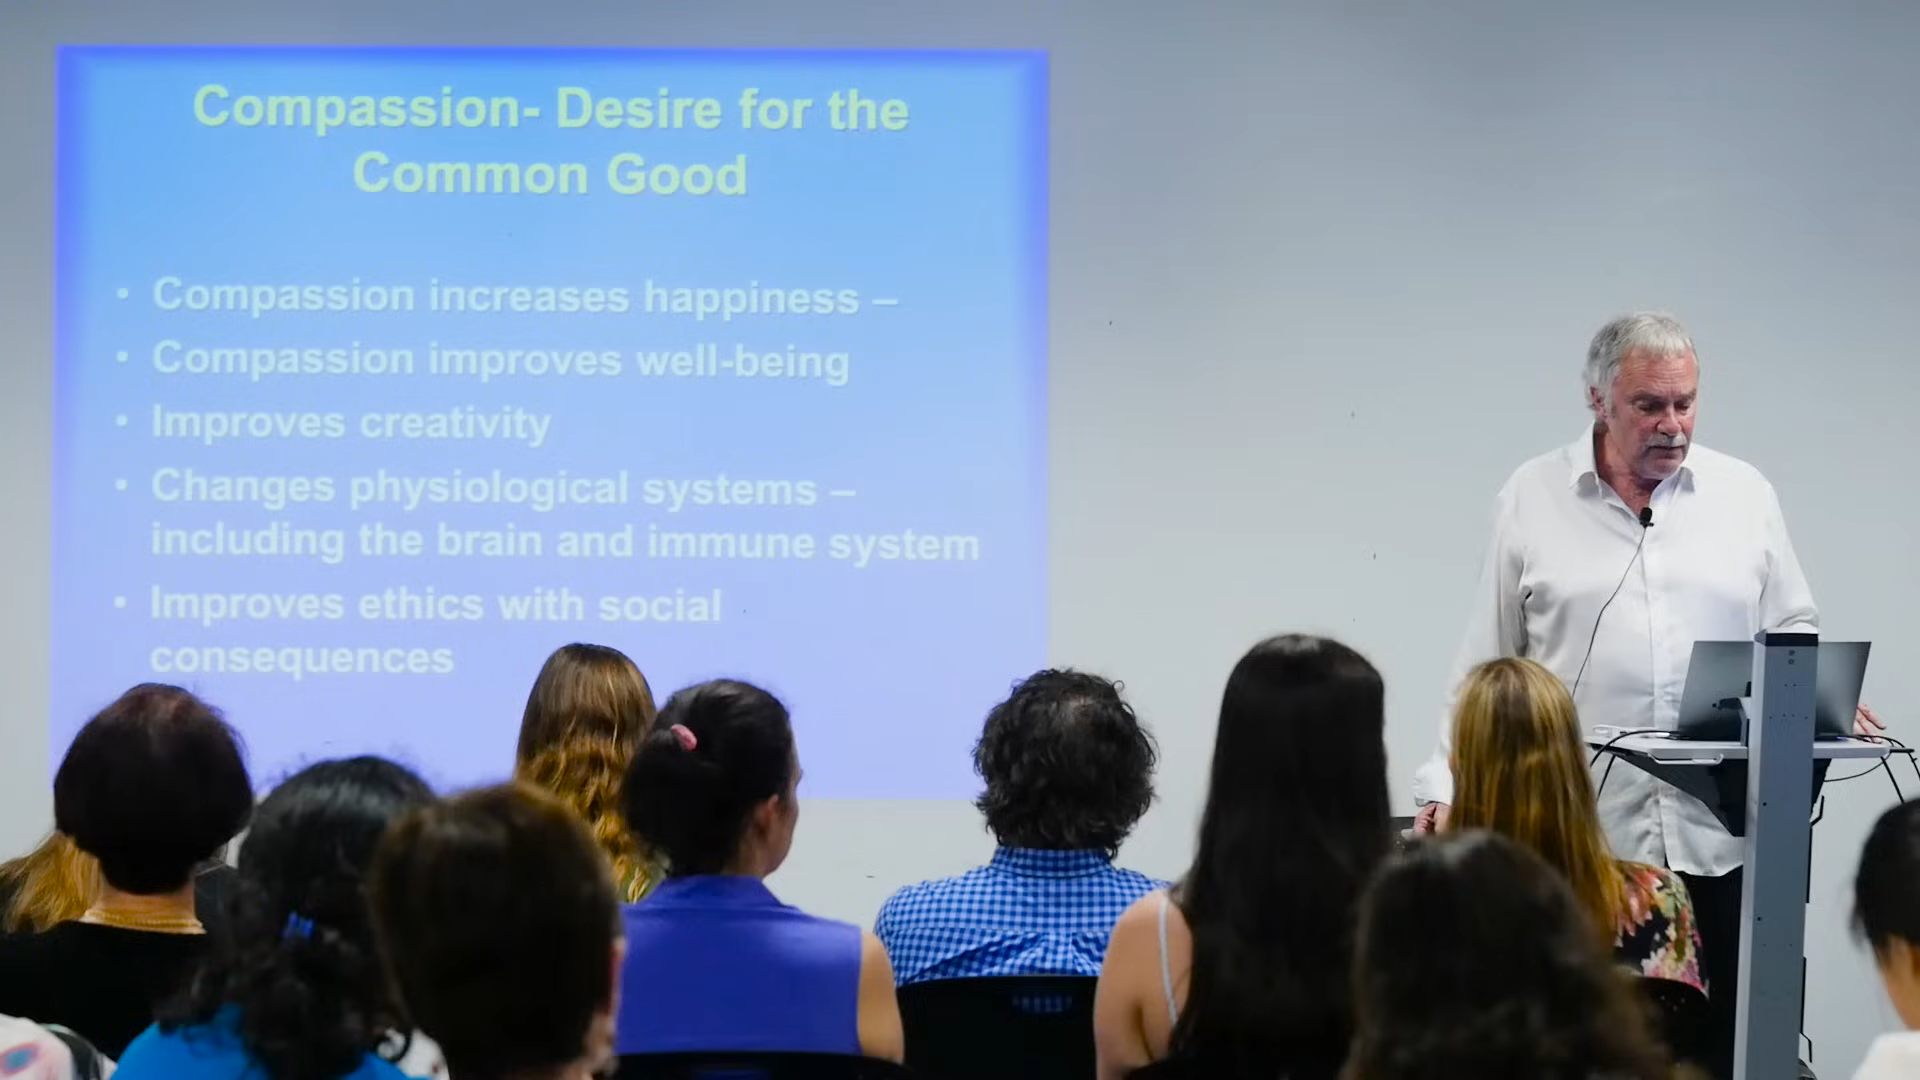 Compassion- Desire for the
Common Good
• Compassion increases happiness –
• Compassion improves well-being
• Improves creativity
• Changes physiological systems –
including the brain and immune system
• Improves ethics with social
consequences